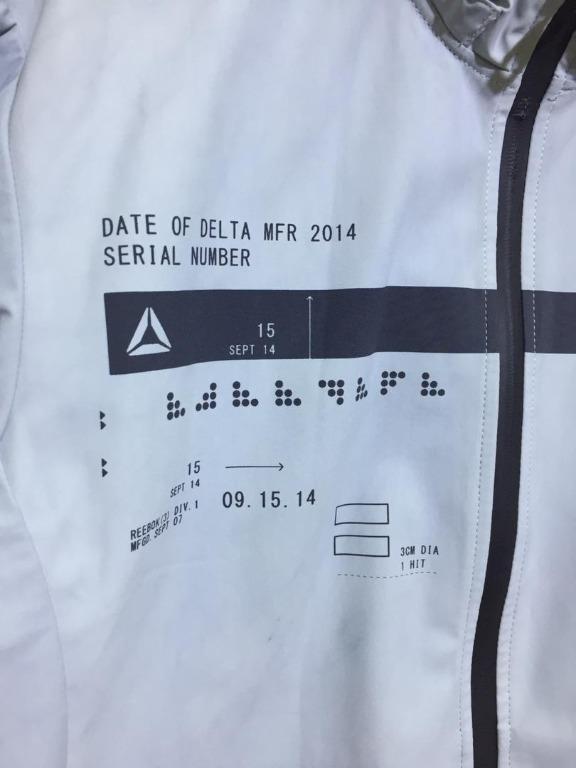 DATE OF DELTA MFR 2014
SERIAL NUMBER
15
SEPT 14
15
SEPT 14
09.15.14
REEBOK(3) DIV.1
MFGD. SEPT 07
3CM DIA
1 HIT